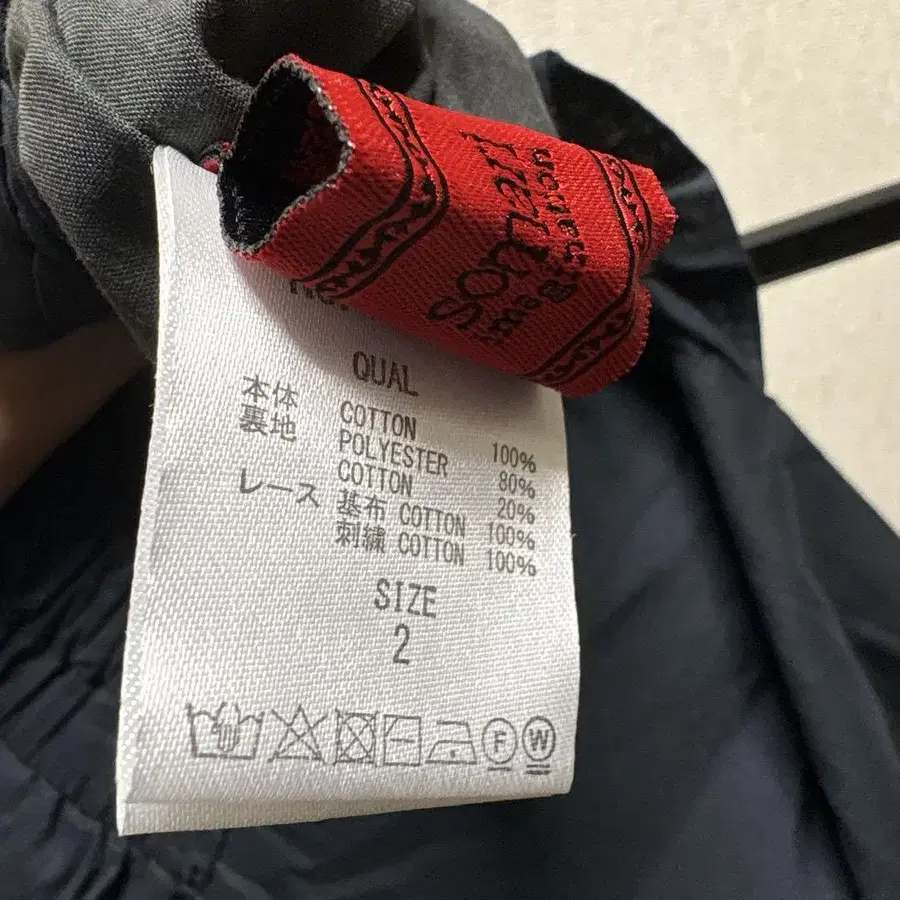 QUAL
本体 COTTON 100%
裏地 POLYESTER 80%
COTTON 20%
レース 基布 COTTON 100%
刺繍 COTTON 100%
SIZE
2
F W